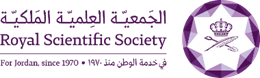 الجمعيّة العلميّة الملكيّة
Royal Scientific Society
For Jordan, since 1970 • في خدمة الوطن منذ ١٩٧٠